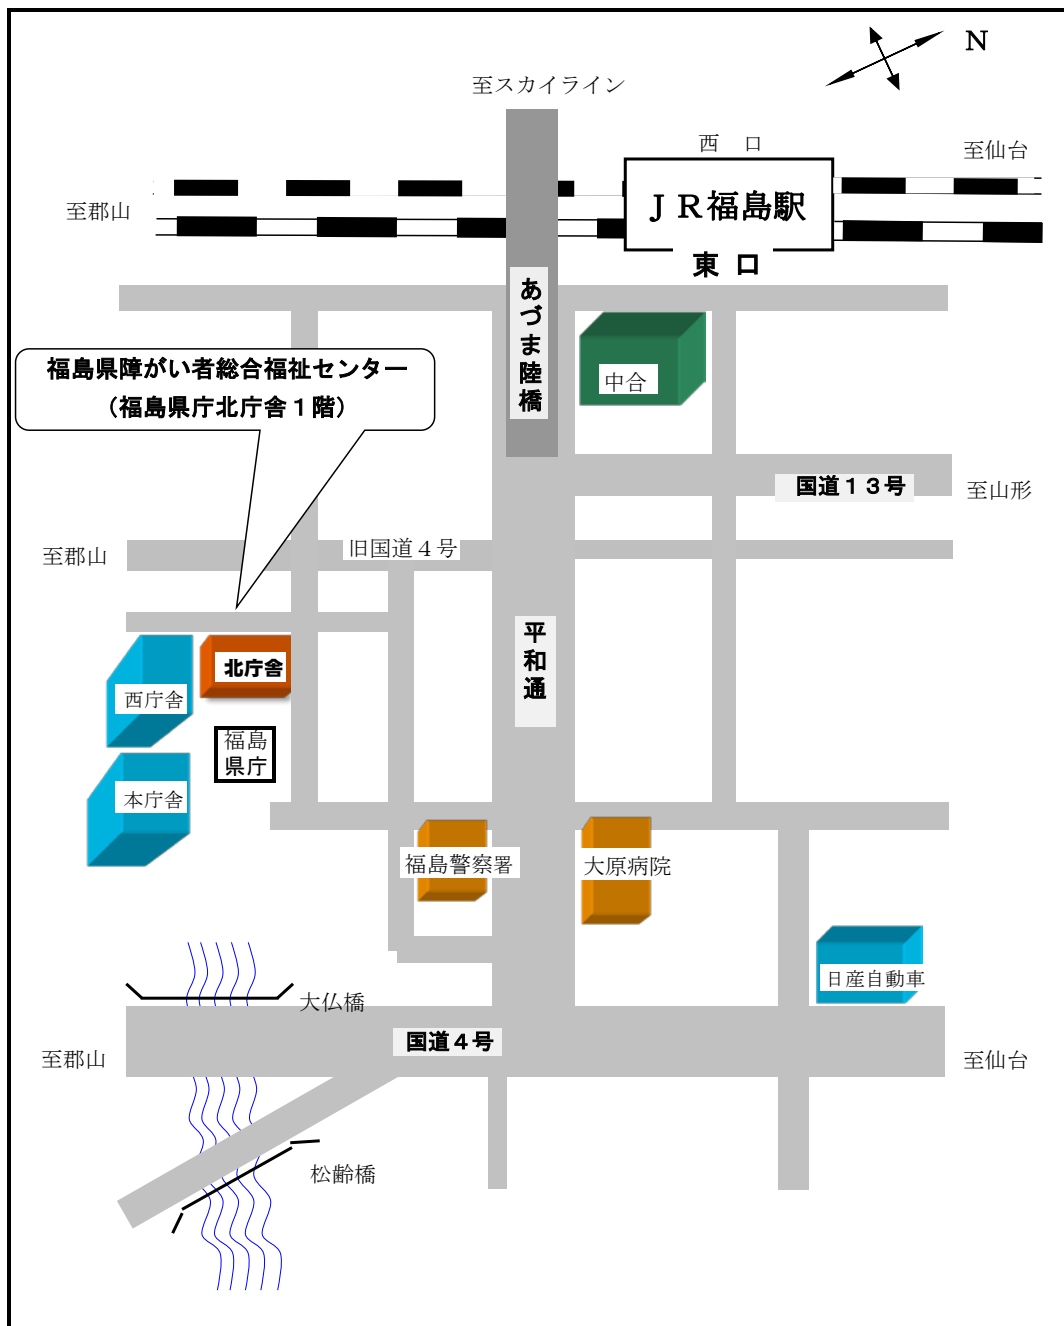 N
至スカイライン
西　口
至仙台
ＪＲ福島駅
至郡山
東　口
あづま陸橋
福島県障がい者総合福祉センター
（福島県庁北庁舎１階）
中合
国道１３号
至山形
旧国道４号
至郡山
平和通
北庁舎
西庁舎
福島
県庁
本庁舎
福島警察署
大原病院
日産自動車
大仏橋
国道４号
至郡山
至仙台
松齢橋